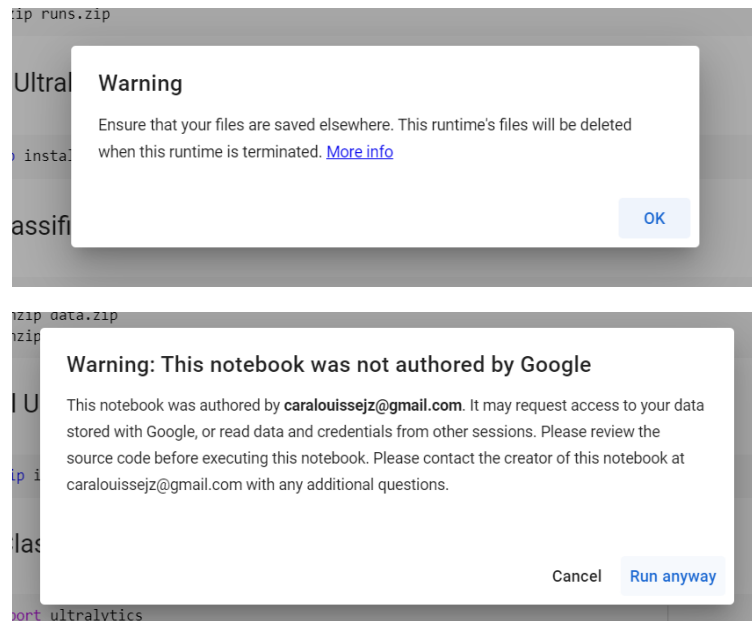 zip runs.zip
Ultral
Warning
Ensure that your files are saved elsewhere. This runtime's files will be deleted
when this runtime is terminated. More info
instal
assifi
OK
nzip data.zip
nzip
Warning: This notebook was not authored by Google
l U
This notebook was authored by caralouissejz@gmail.com. It may request access to your data
stored with Google, or read data and credentials from other sessions. Please review the
source code before executing this notebook. Please contact the creator of this notebook at
ip i
caralouissejz@gmail.com with any additional questions.
Clas
Cancel
Run anyway
port ultralytics